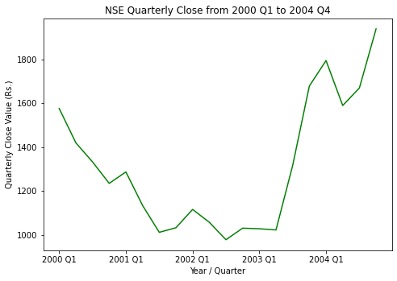 NSE Quarterly Close from 2000 Q1 to 2004 Q4
Quarterly Close Value (Rs.)
1800
1600
1400
1200
1000
2000 Q1 2001 Q1 2002 Q1 2003 Q1 2004 Q1
Year / Quarter